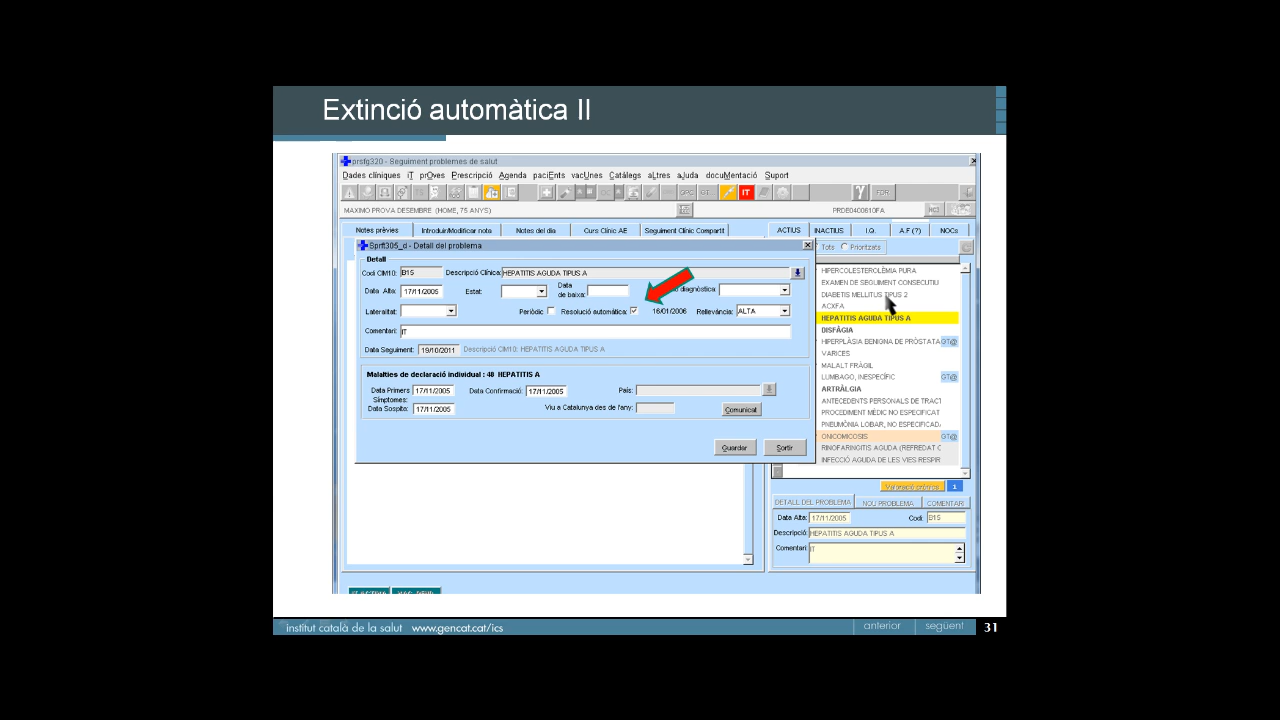 Extinció automàtica II
prsfg320 - Seguiment problemes de salut
Dades clíniques iT prOves Prescripció Agenda paciEnts vacUnes Catàlegs aLtres aJuda docuMentació Suport
IT FDR
MAXIMO PROVA DESEMBRE (HOME, 75 ANYS) PRDE0400610FA
Notes prèvies Introduir/Modificar nota Notes del dia Curs Clínic AE Seguiment Clínic Compartit ACTIUS INACTIUS I.Q. A.F (?) NOCs
Sprft305_d - Detall del problema
Tots Prioritzats
Detall
Codi CIM10: B15 Descripció Clínica: HEPATITIS AGUDA TIPUS A
Data Alta: 17/11/2005 Estat: Data de baixa: diagnòstica:
Lateralitat: Periòdic Resolució automàtica: 16/01/2006 Rellevància: ALTA
Comentari: IT
Data Seguiment: 19/10/2011 Descripció CIM10: HEPATITIS AGUDA TIPUS A
Malalties de declaració individual : 48 HEPATITIS A
Data Primers Símptomes: 17/11/2005 Data Confirmació: 17/11/2005 País:
Data Sospita: 17/11/2005 Viu a Catalunya des de l'any: Comunicat
Guardar Sortir
HIPERCOLESTEROLÈMIA PURA
EXAMEN DE SEGUIMENT CONSECUTIU
DIABETIS MELLITUS TIPUS 2
ACXFA
HEPATITIS AGUDA TIPUS A
DISFÀGIA
HIPERPLÀSIA BENIGNA DE PRÒSTATA GT@
VARICES
MALALT FRÀGIL
LUMBAGO, INESPECÍFIC GT@
ARTRÀLGIA
ANTECEDENTS PERSONALS DE TRACT
PROCEDIMENT MÈDIC NO ESPECIFICAT
PNEUMÒNIA LOBAR, NO ESPECIFICADA
ONICOMICOSIS GT@
RINOFARINGITIS AGUDA (REFREDAT C
INFECCIÓ AGUDA DE LES VIES RESPIR
1
DETALL DEL PROBLEMA NOU PROBLEMA COMENTARI
Data Alta: 17/11/2005 Codi: B15
Descripció: HEPATITIS AGUDA TIPUS A
Comentari: IT
institut català de la salut www.gencat.cat/ics anterior següent 31